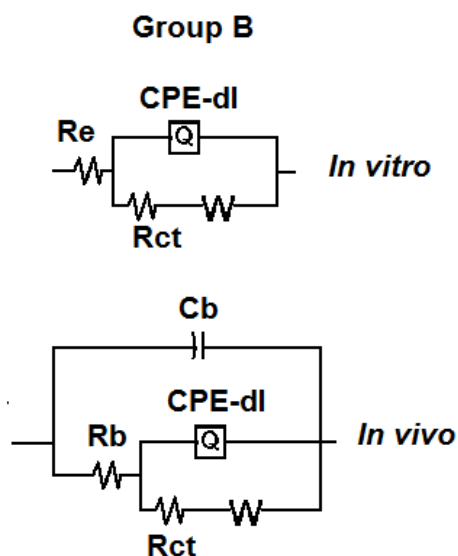 Group B
CPE-dl
Re
Q
In vitro
Rct
W
Cb
CPE-dl
Rb
Q
In vivo
Rct
W